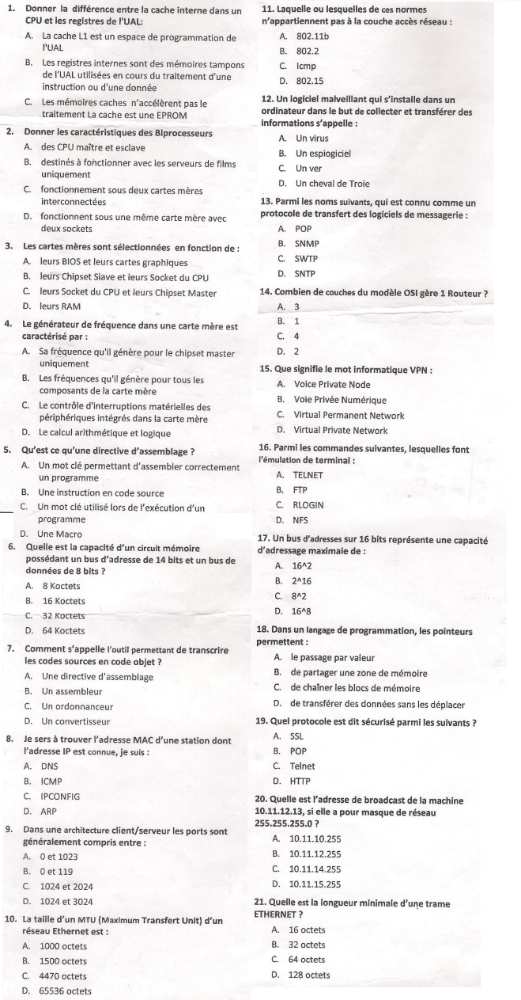 1. Donner la différence entre la cache interne dans un
CPU et les registres de l'UAL:
A. La cache L1 est un espace de programmation de
l'UAL
B. Les registres internes sont des mémoires tampons
de l'UAL utilisées en cours du traitement d'une
instruction ou d'une donnée
C. Les mémoires caches n'accélèrent pas le
traitement La cache est une EPROM
2. Donner les caractéristiques des Biprocesseurs
A. des CPU maître et esclave
B. destinés à fonctionner avec les serveurs de films
uniquement
C. fonctionnement sous deux cartes mères
interconnectées
D. fonctionnent sous une même carte mère avec
deux sockets
3. Les cartes mères sont sélectionnées en fonction de :
A. leurs BIOS et leurs cartes graphiques
B. leurs Chipset Slave et leurs Socket du CPU
C. leurs Socket du CPU et leurs Chipset Master
D. leurs RAM
4. Le générateur de fréquence dans une carte mère est
caractérisé par :
A. Sa fréquence qu'il génère pour le chipset master
uniquement
B. Les fréquences qu'il génère pour tous les
composants de la carte mère
C. Le contrôle d'interruptions matérielles des
périphériques intégrés dans la carte mère
D. Le calcul arithmétique et logique
5. Qu'est ce qu'une directive d'assemblage ?
A. Un mot clé permettant d'assembler correctement
un programme
B. Une instruction en code source
C. Un mot clé utilisé lors de l'exécution d'un
programme
D. Une Macro
6. Quelle est la capacité d'un circuit mémoire
possédant un bus d'adresse de 14 bits et un bus de
données de 8 bits ?
A. 8 Koctets
B. 16 Koctets
C. 32 Koctets
D. 64 Koctets
7. Comment s'appelle l'outil permettant de transcrire
les codes sources en code objet ?
A. Une directive d'assemblage
B. Un assembleur
C. Un ordonnanceur
D. Un convertisseur
8. Je sers à trouver l'adresse MAC d'une station dont
l'adresse IP est connue, je suis :
A. DNS
B. ICMP
C. IPCONFIG
D. ARP
9. Dans une architecture client/serveur les ports sont
généralement compris entre :
A. 0 et 1023
B. 0 et 119
C. 1024 et 2024
D. 1024 et 3024
10. La taille d'un MTU (Maximum Transfert Unit) d'un
réseau Ethernet est :
A. 1000 octets
B. 1500 octets
C. 4470 octets
D. 65536 octets
11. Laquelle ou lesquelles de ces normes
n'appartiennent pas à la couche accès réseau :
A. 802.11b
B. 802.2
C. Icmp
D. 802.15
12. Un logiciel malveillant qui s'installe dans un
ordinateur dans le but de collecter et transférer des
informations s'appelle :
A. Un virus
B. Un espiogiciel
C. Un ver
D. Un cheval de Troie
13. Parmi les noms suivants, qui est connu comme un
protocole de transfert des logiciels de messagerie :
A. POP
B. SNMP
C. SWTP
D. SNTP
14. Combien de couches du modèle OSI gère 1 Routeur ?
A. 3
B. 1
C. 4
D. 2
15. Que signifie le mot informatique VPN :
A. Voice Private Node
B. Voie Privée Numérique
C. Virtual Permanent Network
D. Virtual Private Network
16. Parmi les commandes suivantes, lesquelles font
l'émulation de terminal :
A. TELNET
B. FTP
C. RLOGIN
D. NFS
17. Un bus d'adresses sur 16 bits représente une capacité
d'adressage maximale de :
A. 16^2
B. 2^16
C. 8^2
D. 16^8
18. Dans un langage de programmation, les pointeurs
permettent :
A. le passage par valeur
B. de partager une zone de mémoire
C. de chaîner les blocs de mémoire
D. de transférer des données sans les déplacer
19. Quel protocole est dit sécurisé parmi les suivants ?
A. SSL
B. POP
C. Telnet
D. HTTP
20. Quelle est l'adresse de broadcast de la machine
10.11.12.13, si elle a pour masque de réseau
255.255.255.0 ?
A. 10.11.10.255
B. 10.11.12.255
C. 10.11.14.255
D. 10.11.15.255
21. Quelle est la longueur minimale d'une trame
ETHERNET ?
A. 16 octets
B. 32 octets
C. 64 octets
D. 128 octets